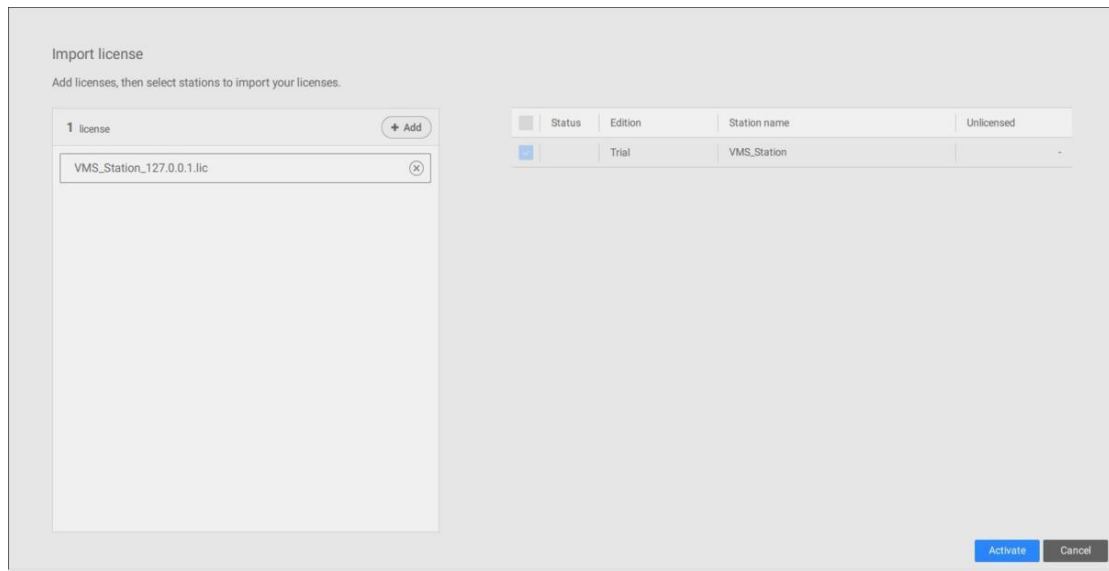 Import license
Add licenses, then select stations to import your licenses.
1 license
+ Add
VMS_Station_127.0.0.1.lic
Status Edition Station name Unlicensed
Trial VMS_Station -
Activate Cancel